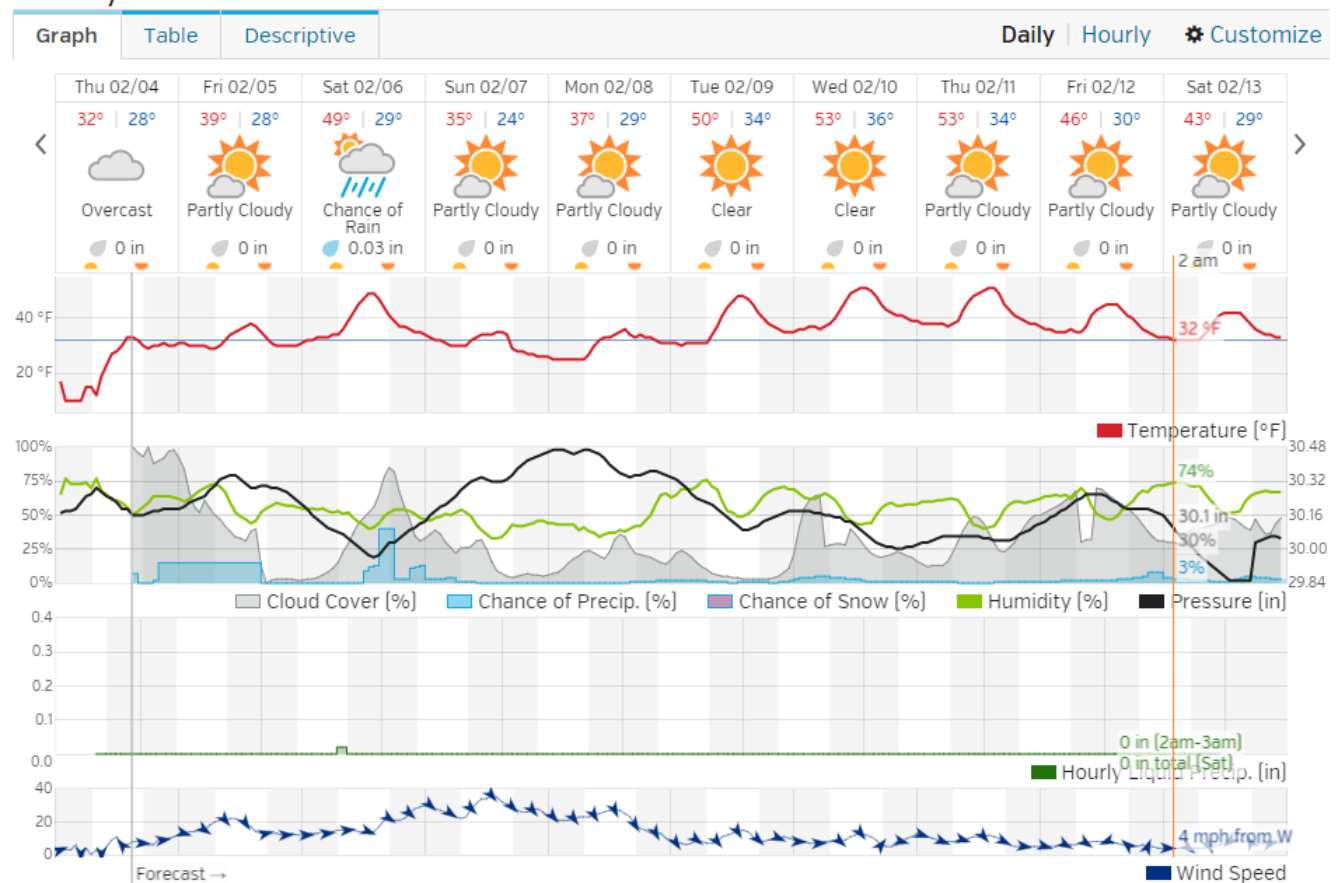 Graph Table Descriptive Daily Hourly Customize
Thu 02/04 Fri 02/05 Sat 02/06 Sun 02/07 Mon 02/08 Tue 02/09 Wed 02/10 Thu 02/11 Fri 02/12 Sat 02/13
32° | 28° 39° | 28° 49° | 29° 35° | 24° 37° | 29° 50° | 34° 53° | 36° 53° | 34° 46° | 30° 43° | 29°
Overcast Partly Cloudy Chance of Partly Cloudy Partly Cloudy Clear Clear Partly Cloudy Partly Cloudy Partly Cloudy
Rain
0 in 0 in 0.03 in 0 in 0 in 0 in 0 in 0 in 0 in 0 in
2 am
40 °F
32 °F
20 °F
Temperature (°F)
100% 30.48
75% 74% 30.32
50% 30.1 in 30.16
25% 30% 30.00
3%
0% 29.84
Cloud Cover (%) Chance of Precip. (%) Chance of Snow (%) Humidity (%) Pressure (in)
0.4
0.3
0.2
0.1
0 in (2am-3am)
0.0 0 in total (Sat)
Hourly Liquid Precip. (in)
40
20
4 mph from W
0
Forecast →
Wind Speed